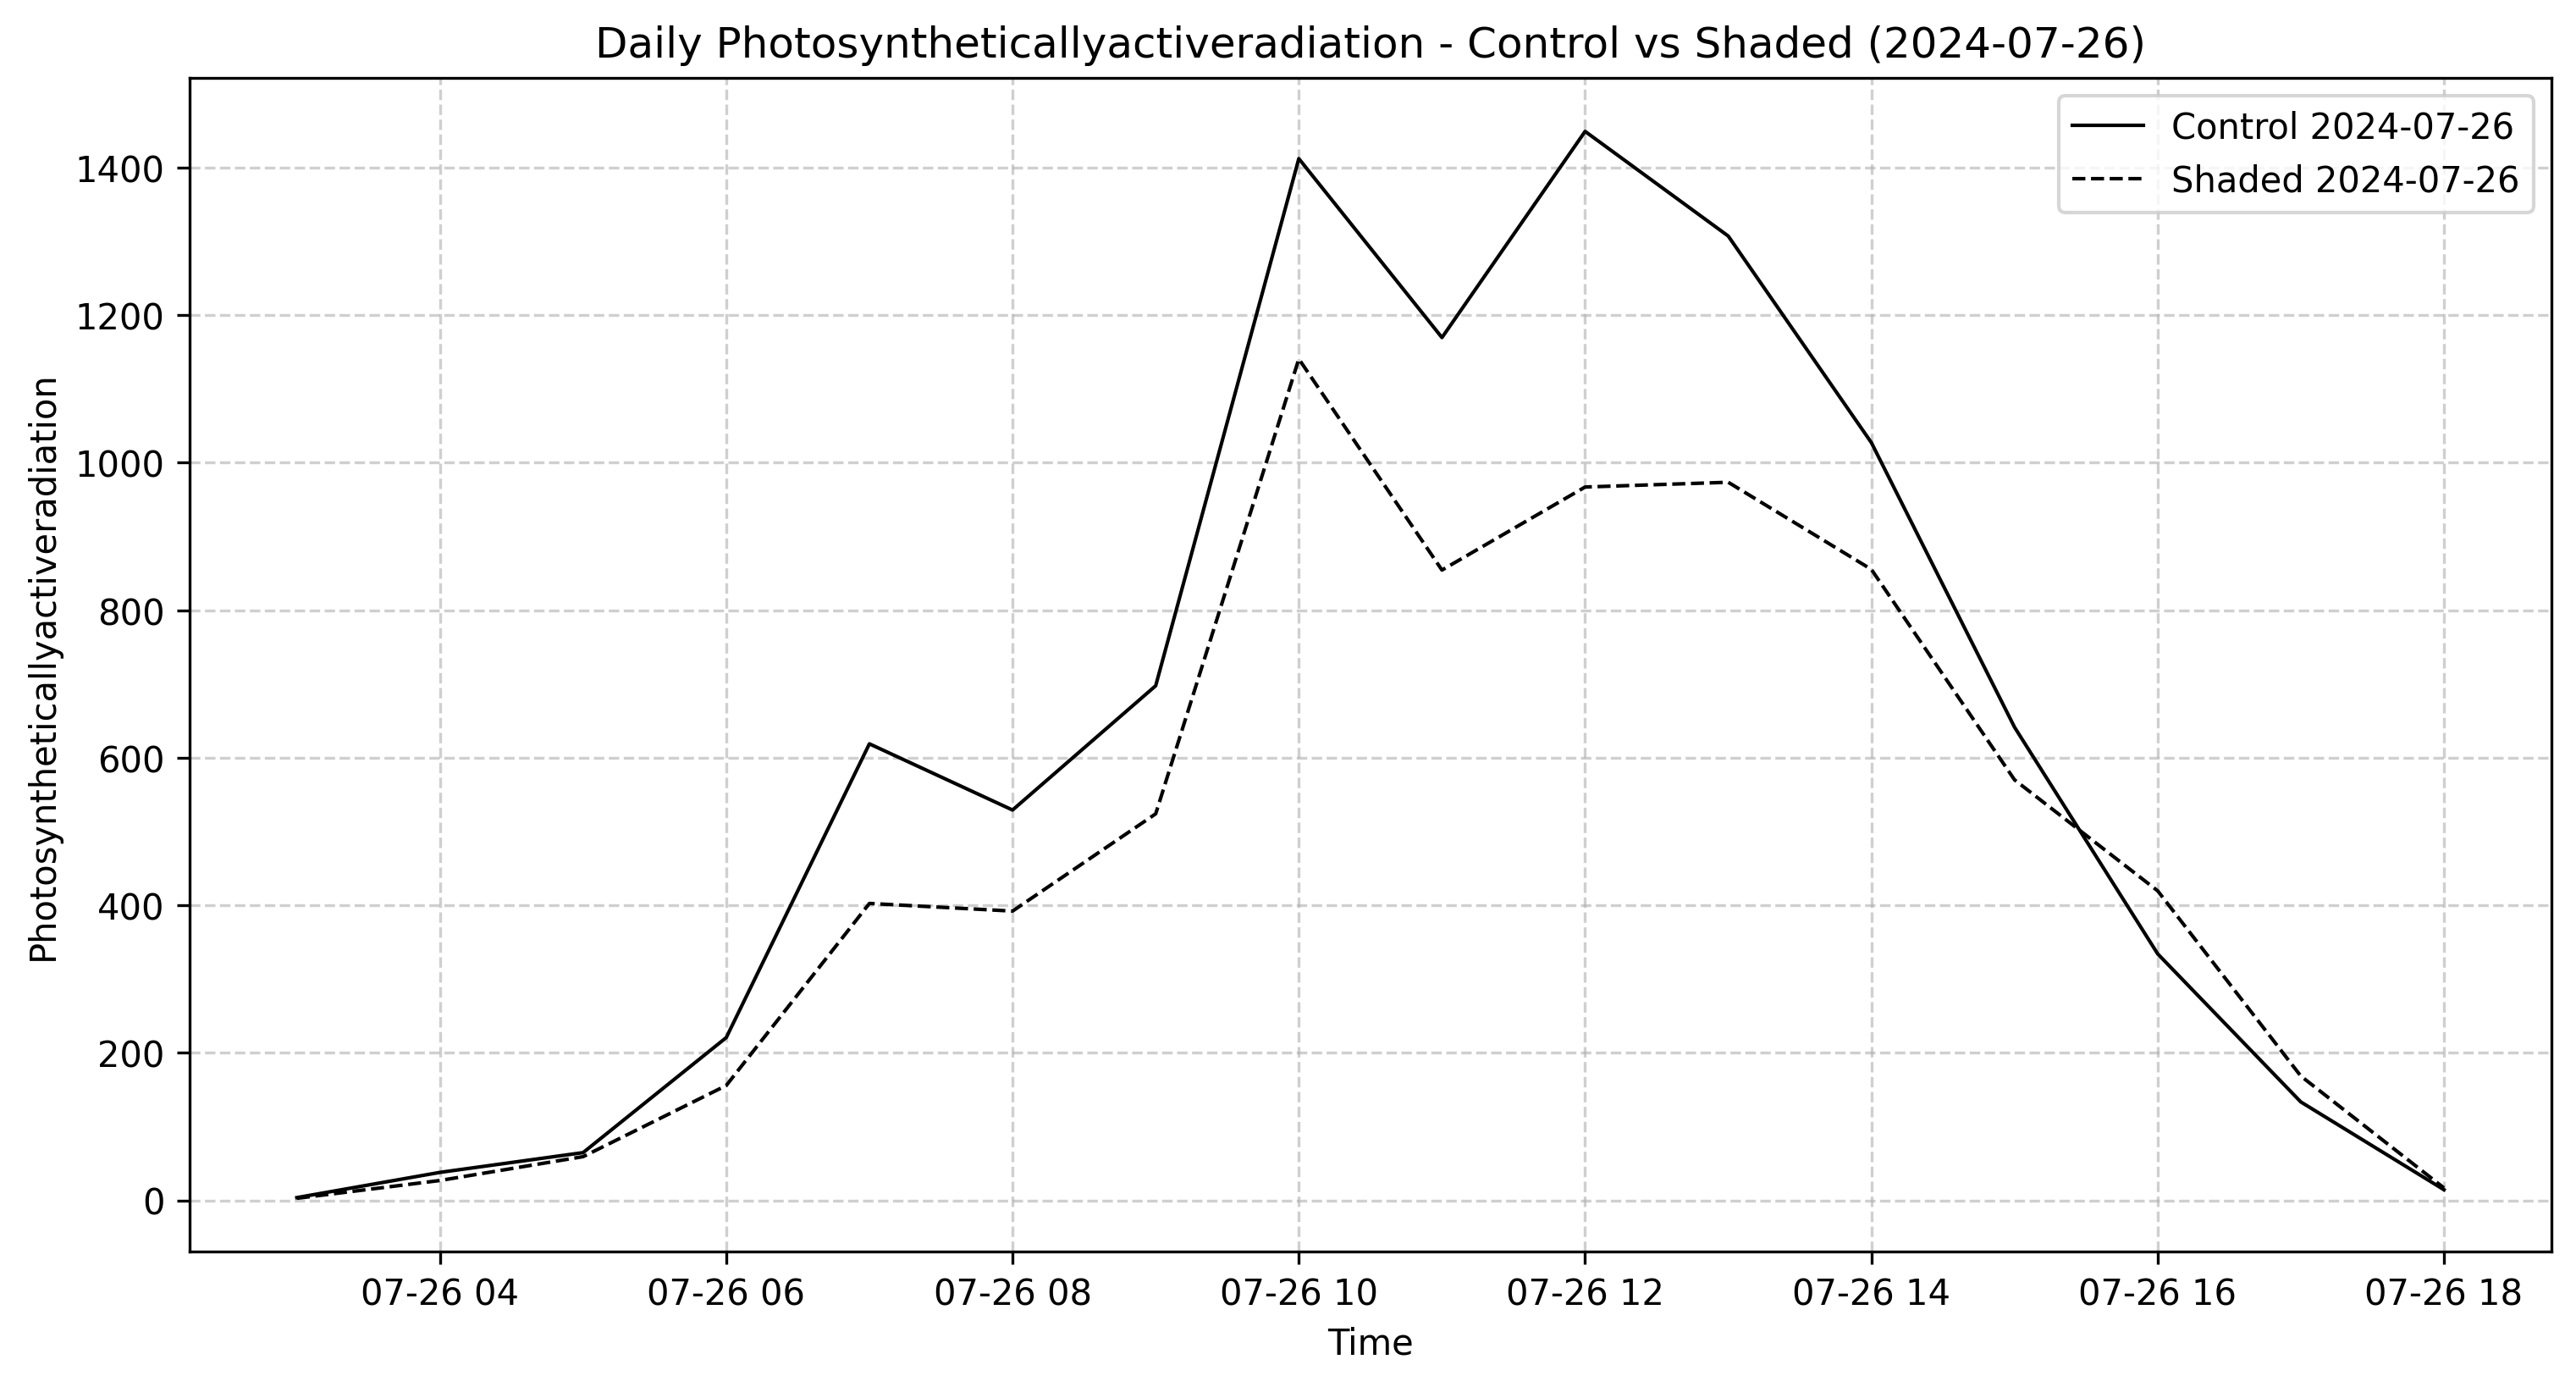 Daily Photosyntheticallyactiveradiation - Control vs Shaded (2024-07-26)
Control 2024-07-26
Shaded 2024-07-26
Photosyntheticallyactiveradiation
1400
1200
1000
800
600
400
200
0
07-26 04 07-26 06 07-26 08 07-26 10 07-26 12 07-26 14 07-26 16 07-26 18
Time